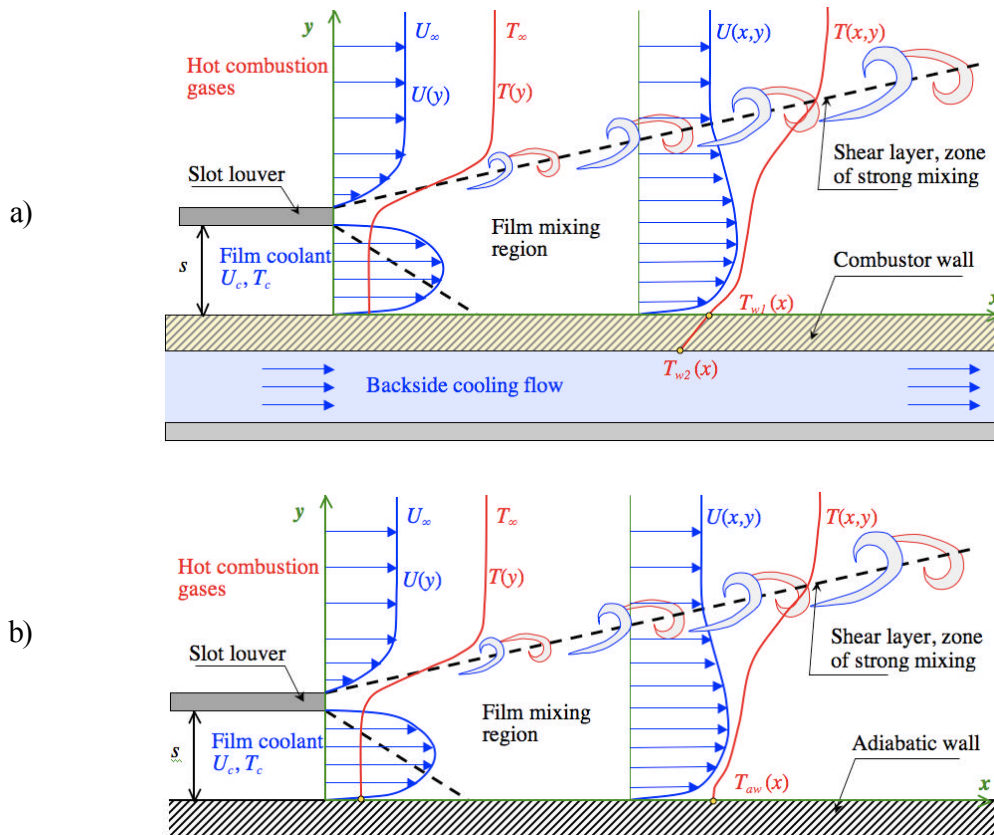 a)
y
U∞
T∞
U(x,y)
T(x,y)
Hot combustion
gases
U(y)
T(y)
Slot louver
Shear layer, zone
of strong mixing
Film mixing
region
s
Film coolant
Uc, Tc
Combustor wall
Tw1(x)
x
Tw2(x)
Backside cooling flow
b)
y
U∞
T∞
U(x,y)
T(x,y)
Hot combustion
gases
U(y)
T(y)
Slot louver
Shear layer, zone
of strong mixing
Film mixing
region
s
Film coolant
Uc, Tc
Adiabatic wall
Taw(x)
x